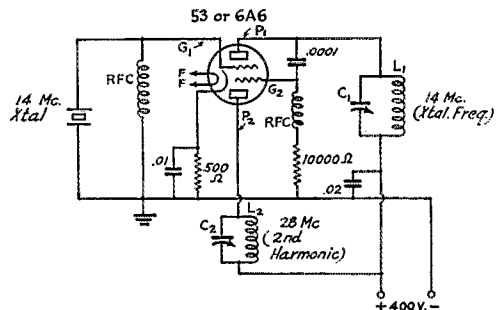 53 or 6A6
P1
G1
.0001
L1
RFC
F
F
G2
C1
14 Mc.
(Xtal. Freq.)
14 Mc.
Xtal
P2
RFC
.01
500
Ω
10000 Ω
.02
L2
C2
28 Mc
(2nd
Harmonic)
+ 400V. -